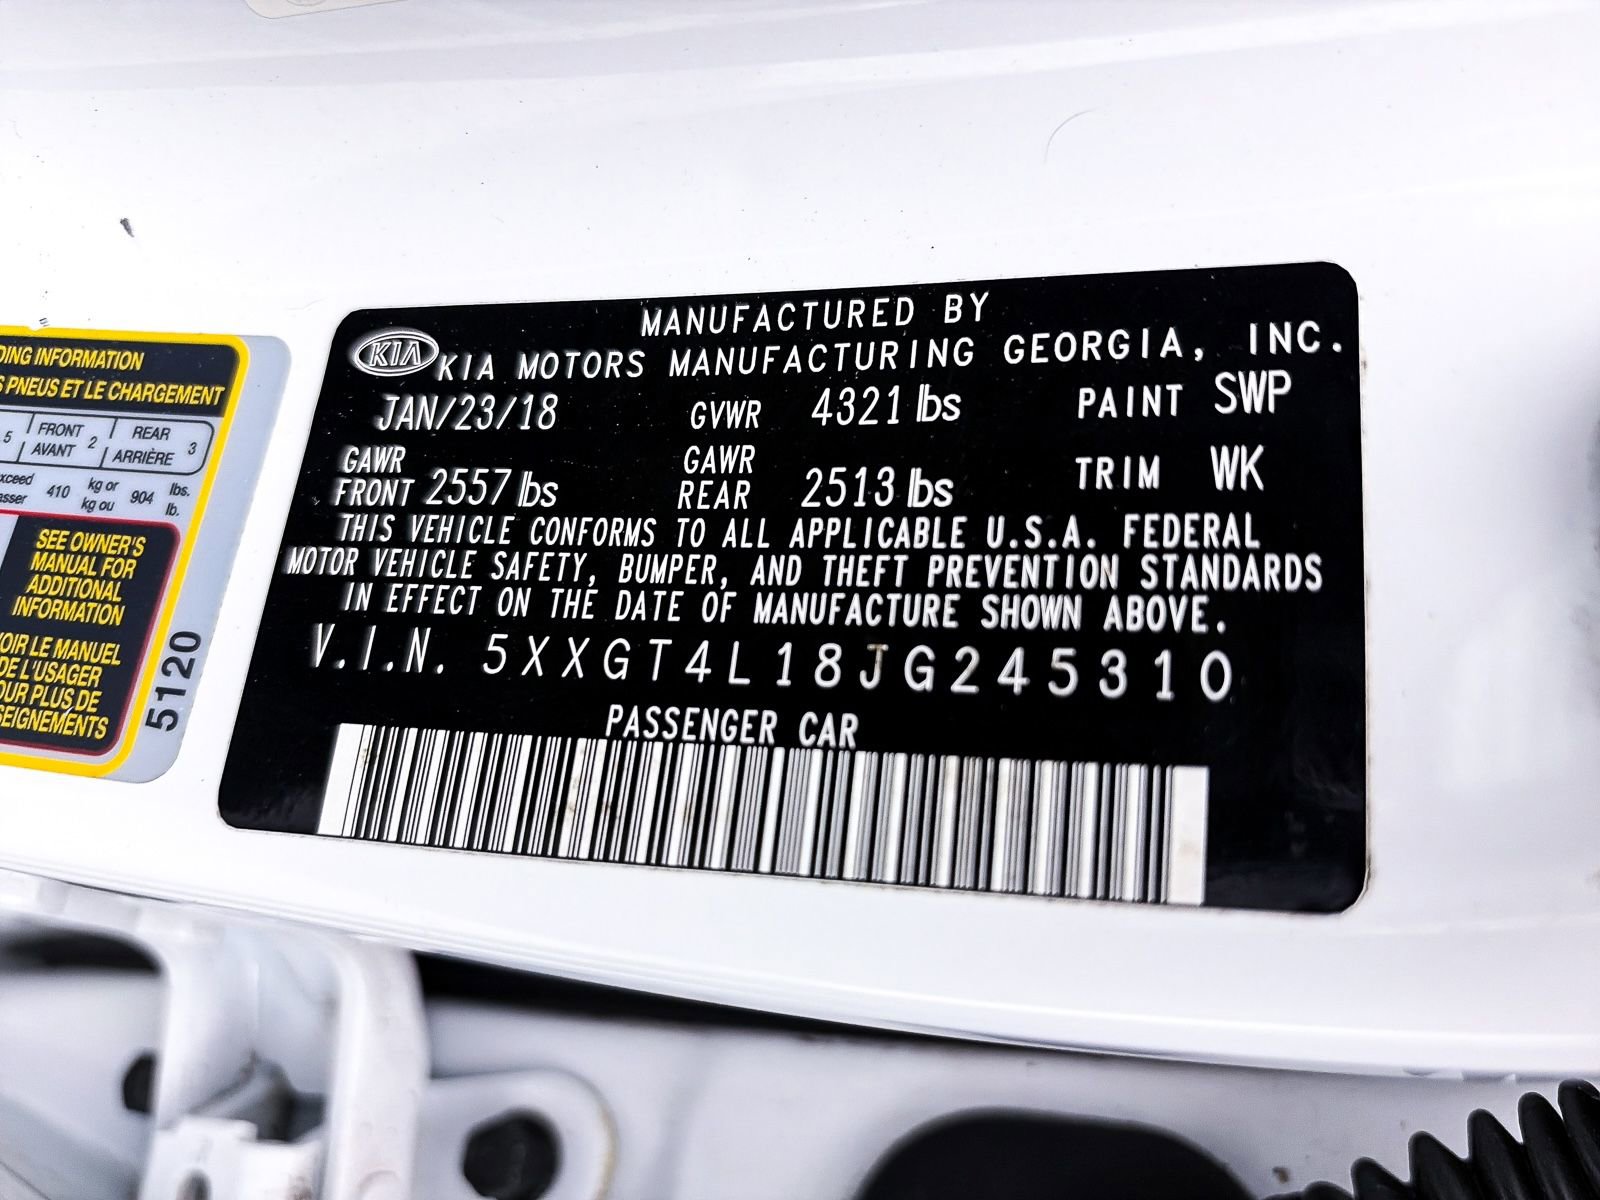 DING INFORMATION
S PNEUS ET LE CHARGEMENT
5 FRONT AVANT 2 REAR ARRIÈRE 3
410 kg or kg ou 904 lbs. lb.
SEE OWNER'S
MANUAL FOR
ADDITIONAL
INFORMATION
OIR LE MANUEL
DE L'USAGER
UR PLUS DE
SEIGNEMENTS
5120
MANUFACTURED BY
KIA KIA MOTORS MANUFACTURING GEORGIA, INC.
JAN/23/18 GVWR 4321 lbs PAINT SWP
GAWR FRONT 2557 lbs GAWR REAR 2513 lbs TRIM WK
THIS VEHICLE CONFORMS TO ALL APPLICABLE U.S.A. FEDERAL
MOTOR VEHICLE SAFETY, BUMPER, AND THEFT PREVENTION STANDARDS
IN EFFECT ON THE DATE OF MANUFACTURE SHOWN ABOVE.
V.I.N. 5XXGT4L18JG245310
PASSENGER CAR